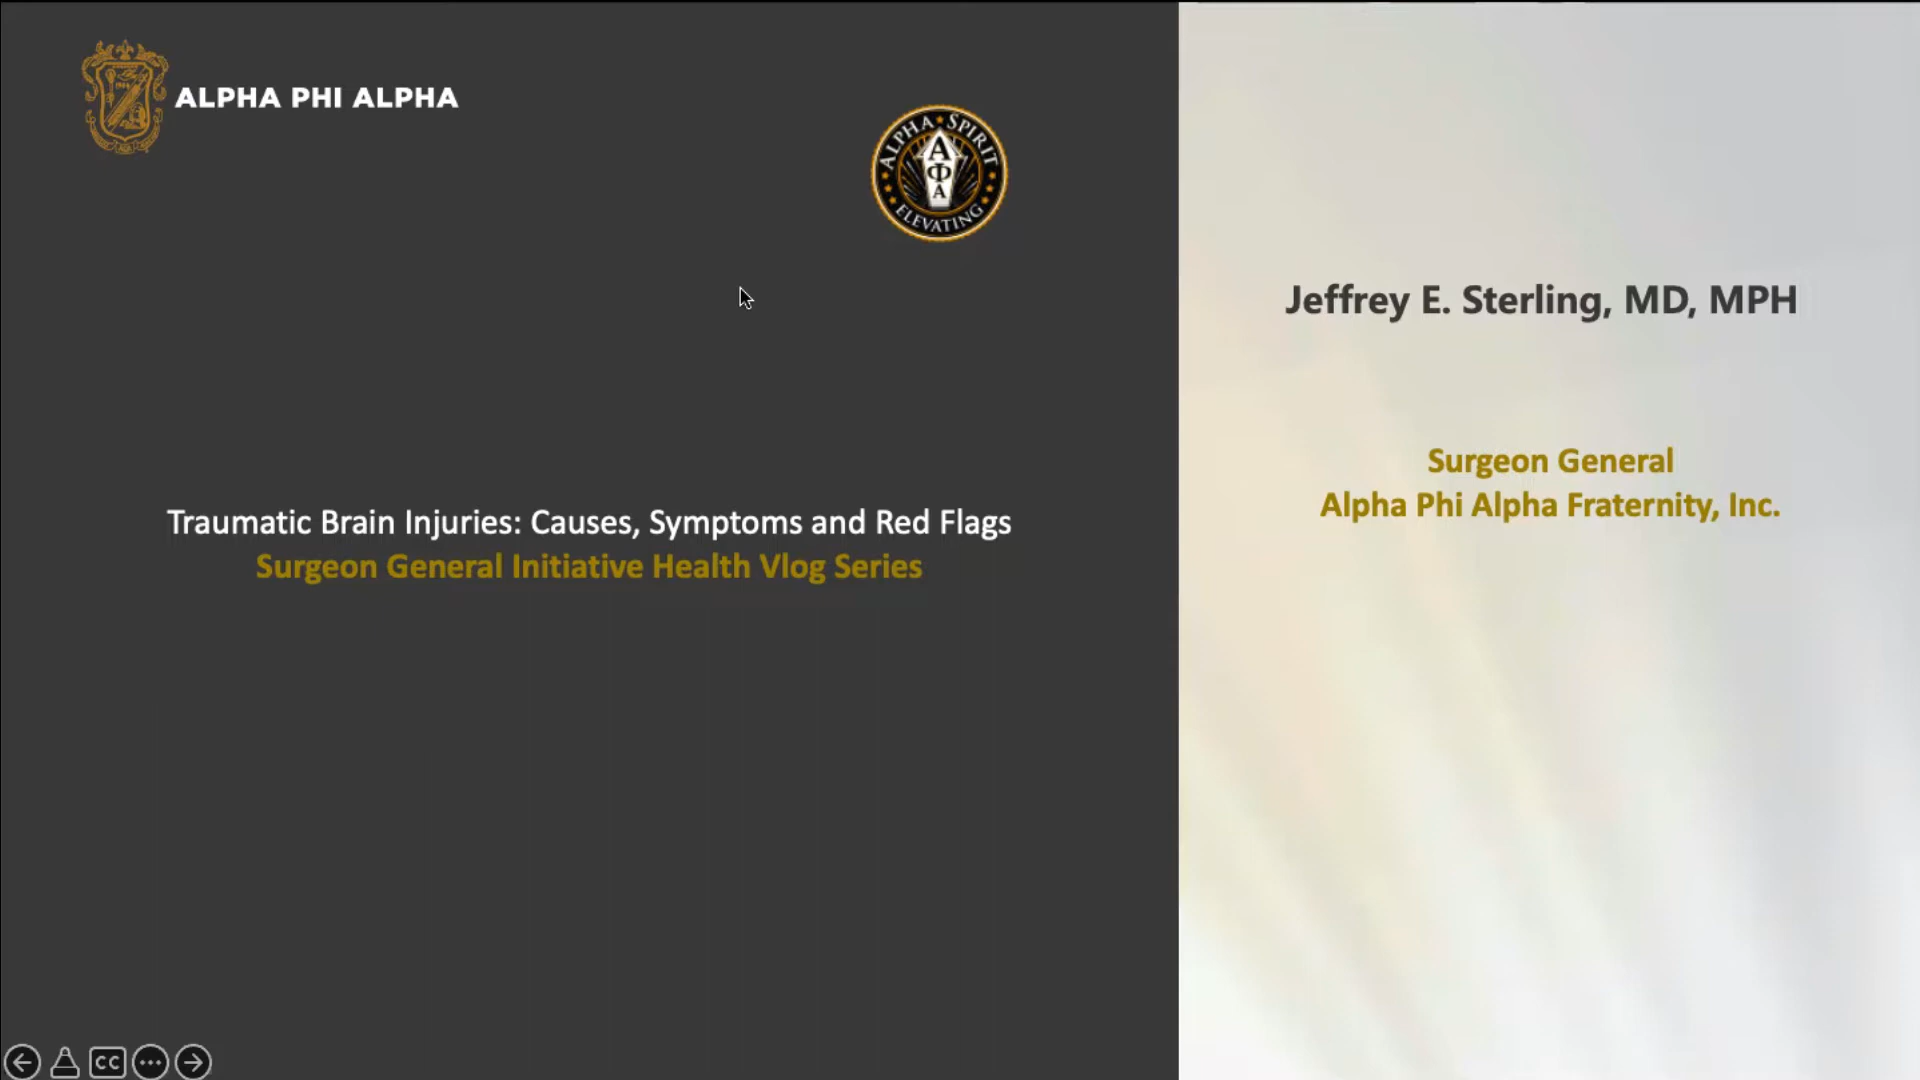 ALPHA PHI ALPHA
ALPHA SPIRIT
Α
Φ
Α
ELEVATING
Jeffrey E. Sterling, MD, MPH
Surgeon General
Alpha Phi Alpha Fraternity, Inc.
Traumatic Brain Injuries: Causes, Symptoms and Red Flags
Surgeon General Initiative Health Vlog Series
CC